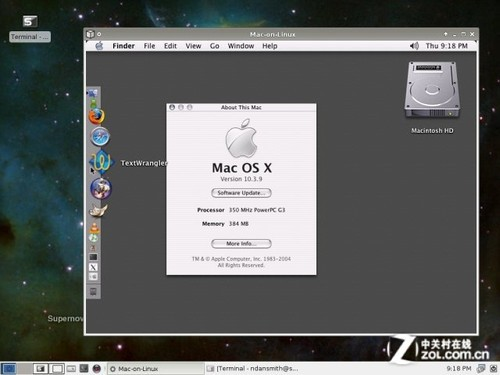 Mac-on-Linux
Finder File Edit View Go Window Help
Thu 9:18 PM
Terminal - ...
About This Mac
Mac OS X
Version 10.3.9
Software Update...
Processor 350 MHz PowerPC G3
Memory 384 MB
More Info...
TM & © Apple Computer, Inc. 1983-2004
All Rights Reserved.
TextWrangler
Macintosh HD
Supernov
中关村在线
zol.com.cn
Mac-on-Linux
[Terminal - ndansmith@s...
9:18 PM